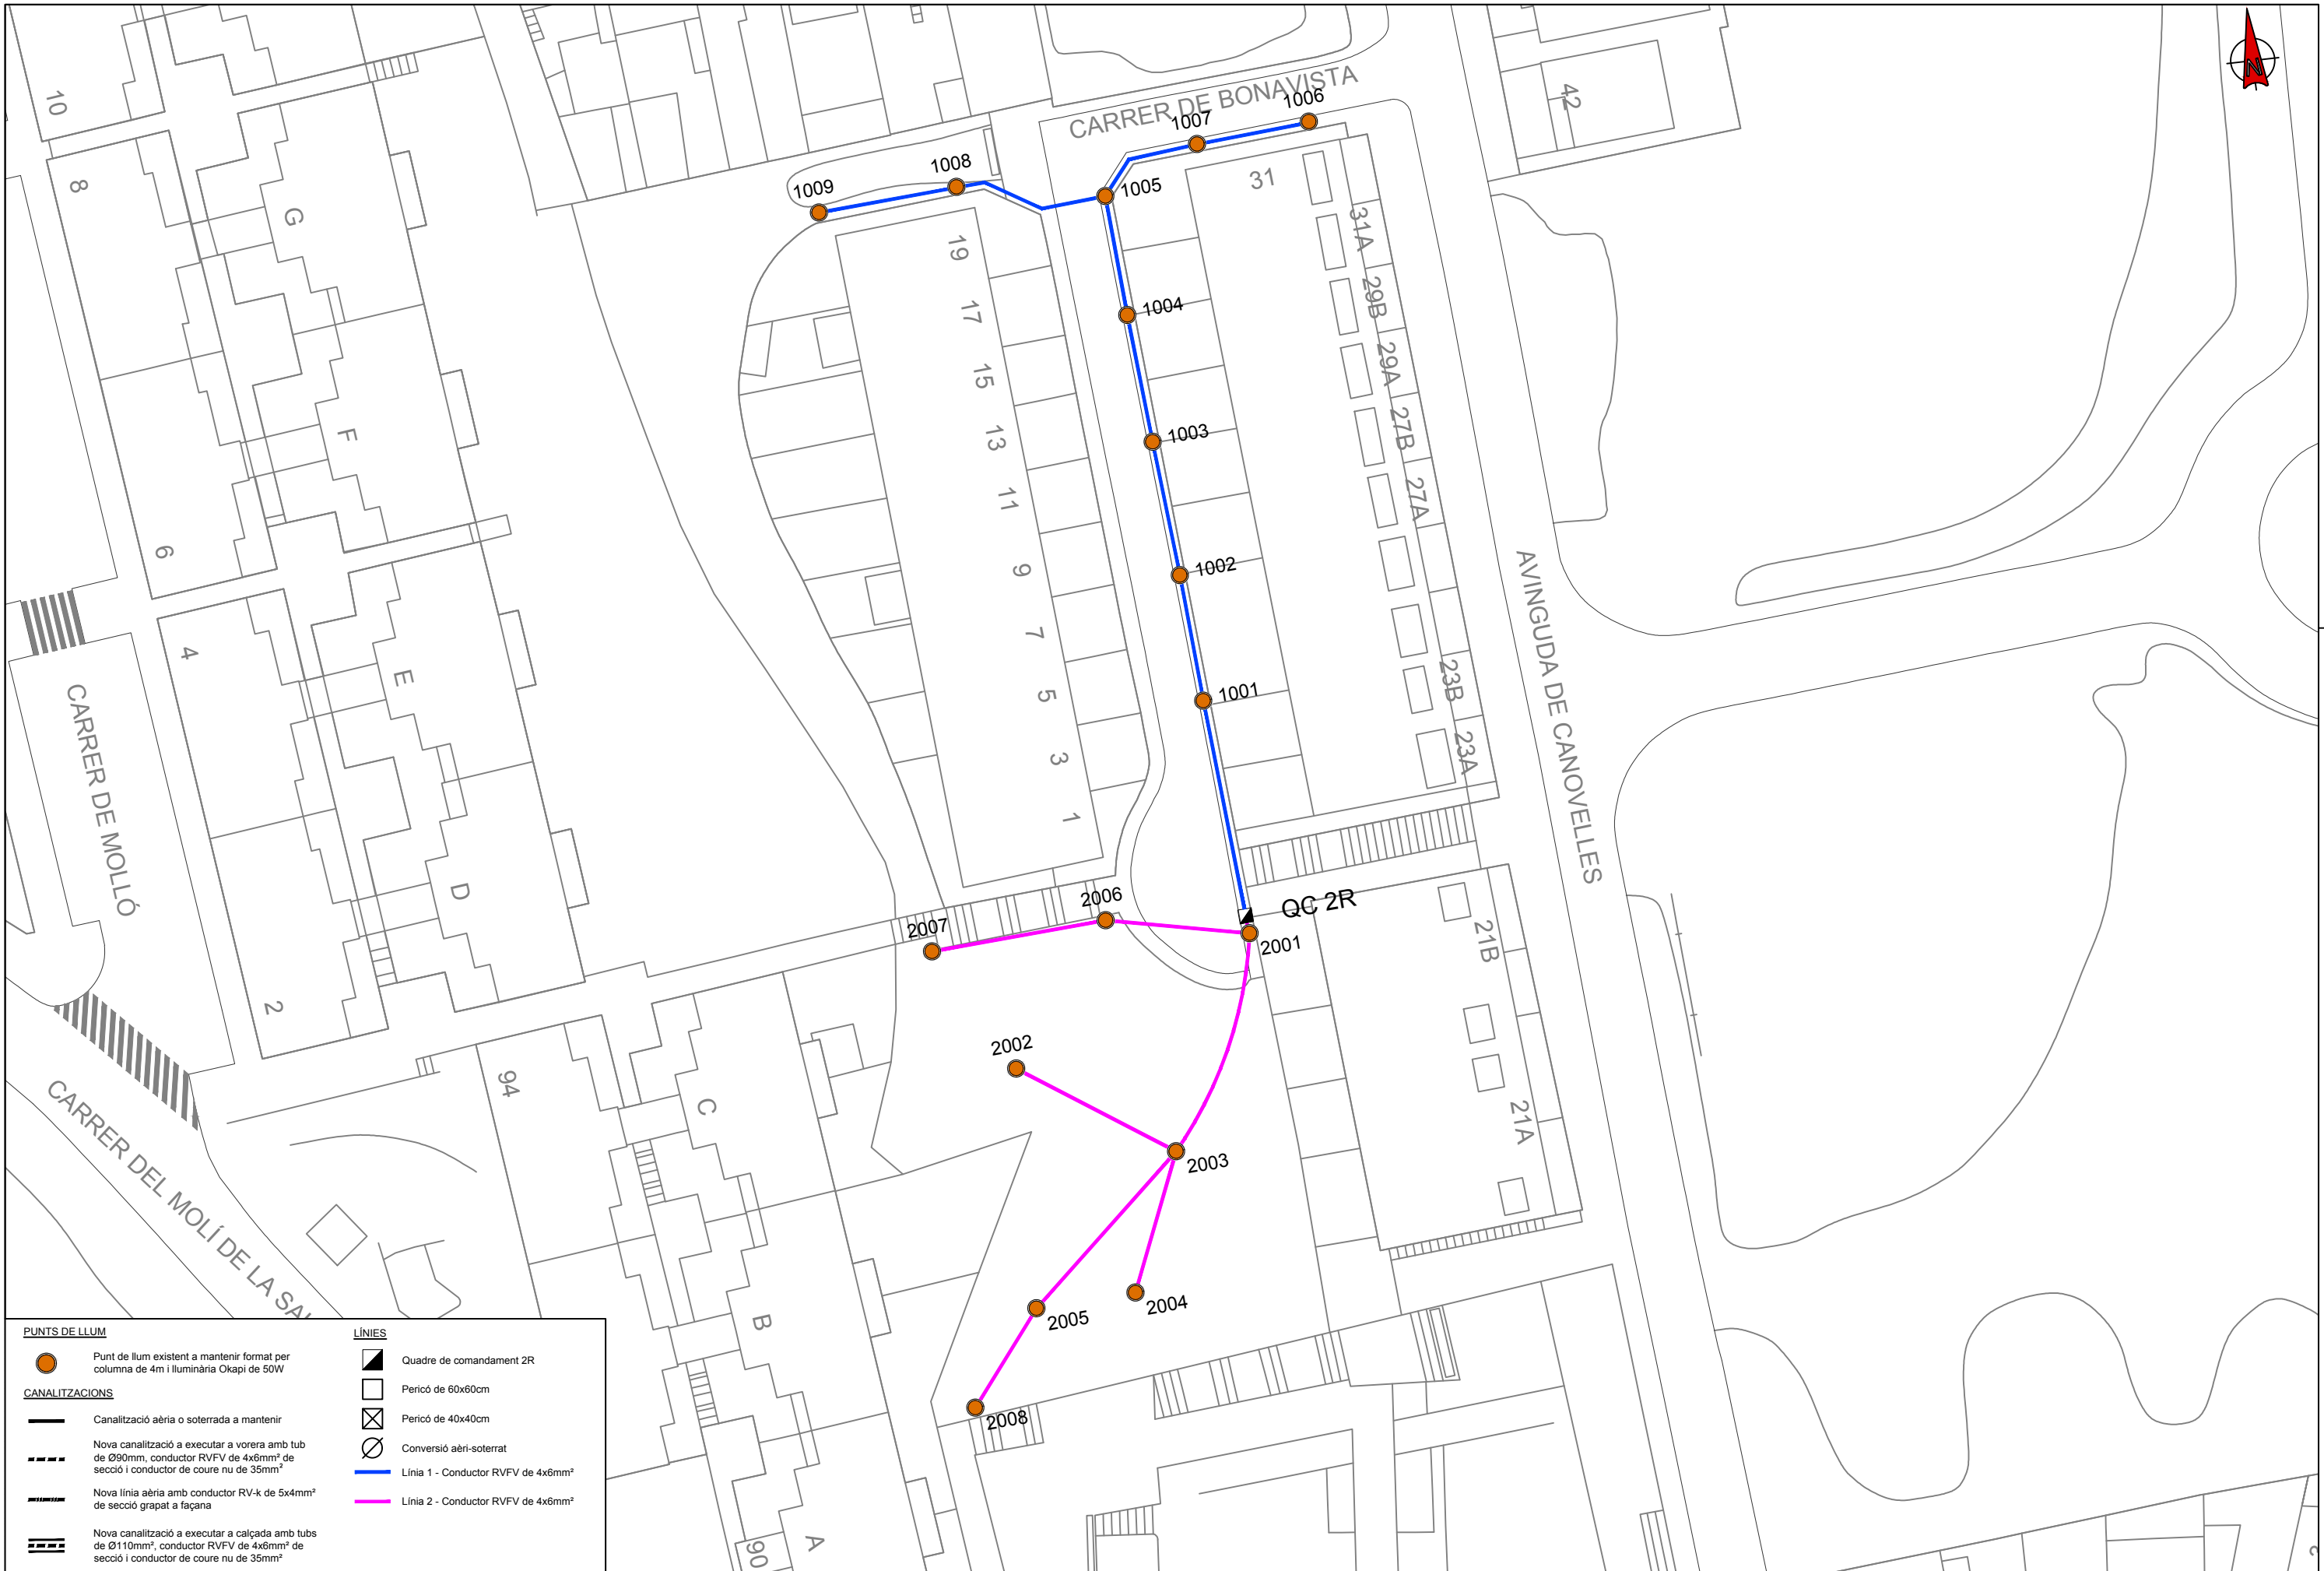 N
CARRER DE BONAVISTA
1006
1007
1008
1009
1005
1004
1003
1002
1001
10
8
6
4
2
G
F
E
D
C
B
A
94
90
42
31
31A
29B
29A
27B
27A
23B
23A
21B
21A
19
17
15
13
11
9
7
5
3
1
AVINGUDA DE CANOVELLES
CARRER DE MOLLÓ
CARRER DEL MOLÍ DE LA SAL
QC 2R
2001
2006
2007
2002
2003
2004
2005
2008
PUNTS DE LLUM
Punt de llum existent a mantenir format per
columna de 4m i lluminària Okapi de 50W
CANALITZACIONS
Canalització aèria o soterrada a mantenir
Nova canalització a executar a vorera amb tub
de Ø90mm, conductor RVFV de 4x6mm² de
secció i conductor de coure nu de 35mm²
Nova línia aèria amb conductor RV-k de 5x4mm²
de secció grapat a façana
Nova canalització a executar a calçada amb tubs
de Ø110mm², conductor RVFV de 4x6mm² de
secció i conductor de coure nu de 35mm²
LÍNIES
Quadre de comandament 2R
Pericó de 60x60cm
Pericó de 40x40cm
Conversió aèri-soterrat
Línia 1 - Conductor RVFV de 4x6mm²
Línia 2 - Conductor RVFV de 4x6mm²